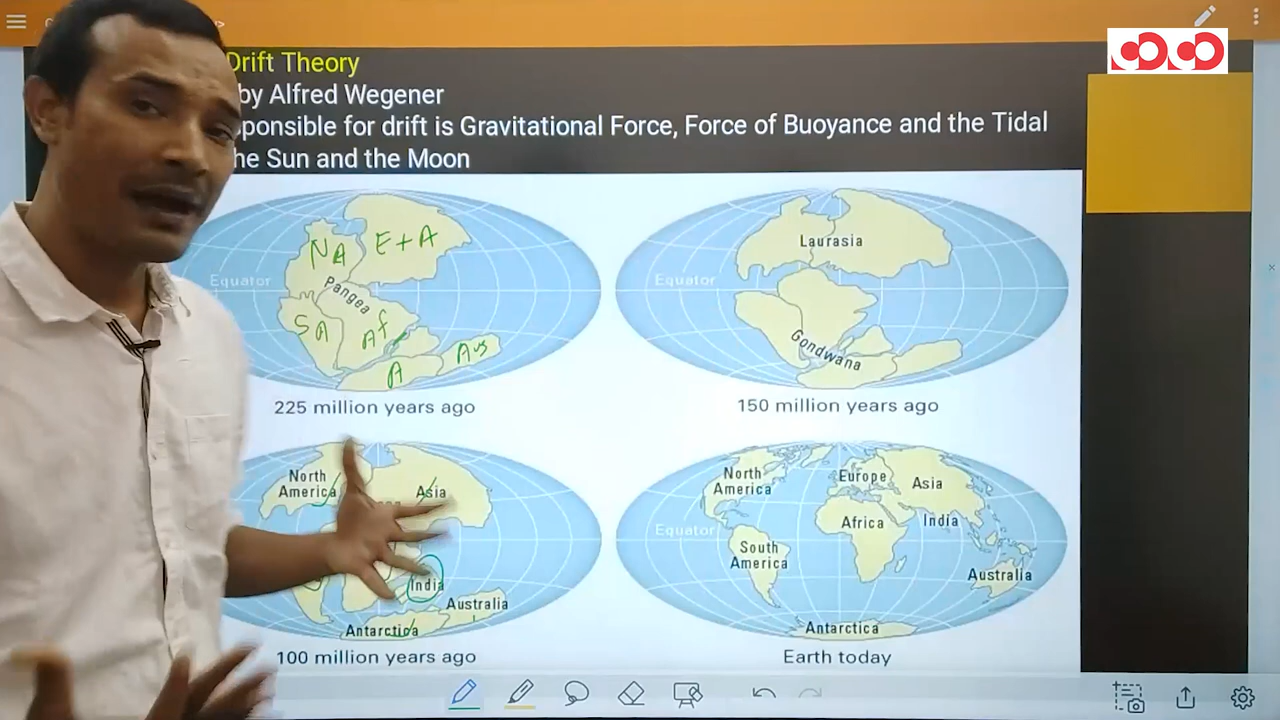 Drift Theory
by Alfred Wegener
sponsible for drift is Gravitational Force, Force of Buoyance and the Tidal
he Sun and the Moon
NA E+A
Equator
Pangea
SA Af
A Aus
225 million years ago
Laurasia
Equator
Gondwana
150 million years ago
North
America
Asia
India
Australia
Antarctica
100 million years ago
North
America
Europe
Asia
Equator
Africa
India
South
America
Australia
Antarctica
Earth today